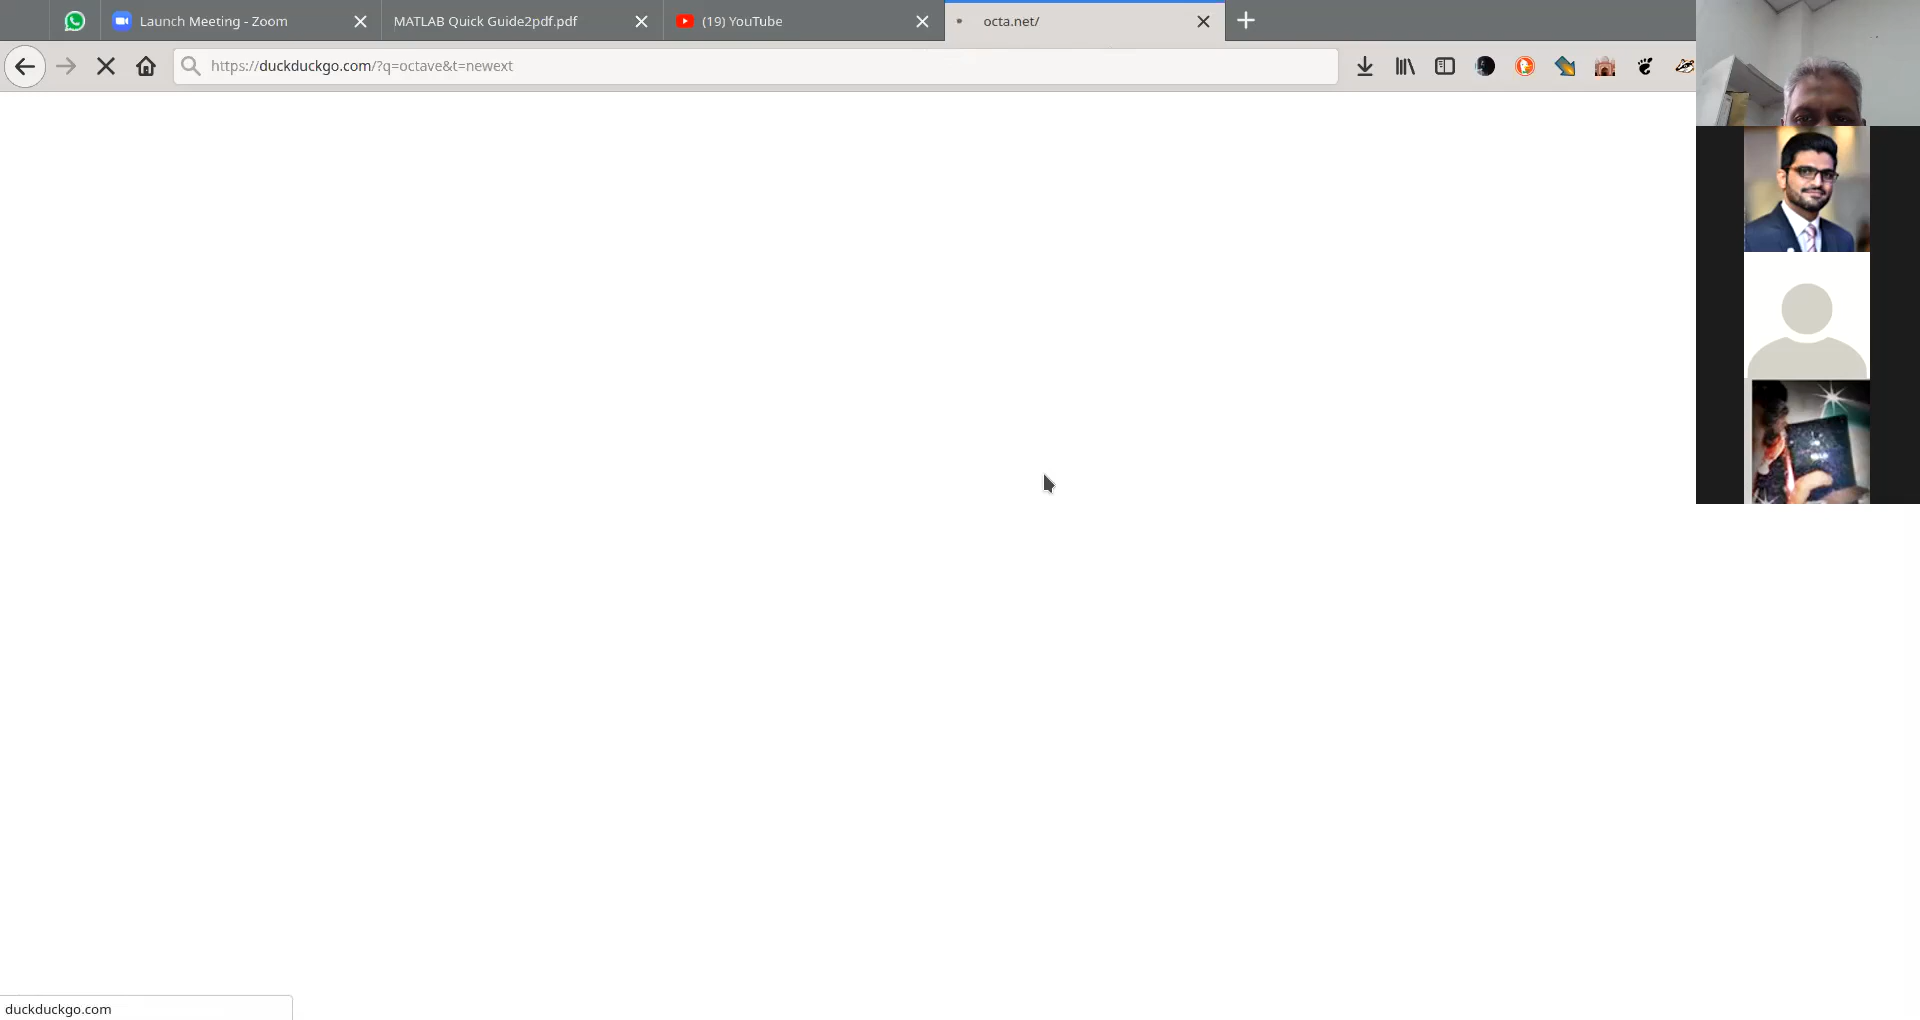 Launch Meeting - Zoom
MATLAB Quick Guide2pdf.pdf
(19) YouTube
octa.net/
https://duckduckgo.com/?q=octave&t=newext
duckduckgo.com